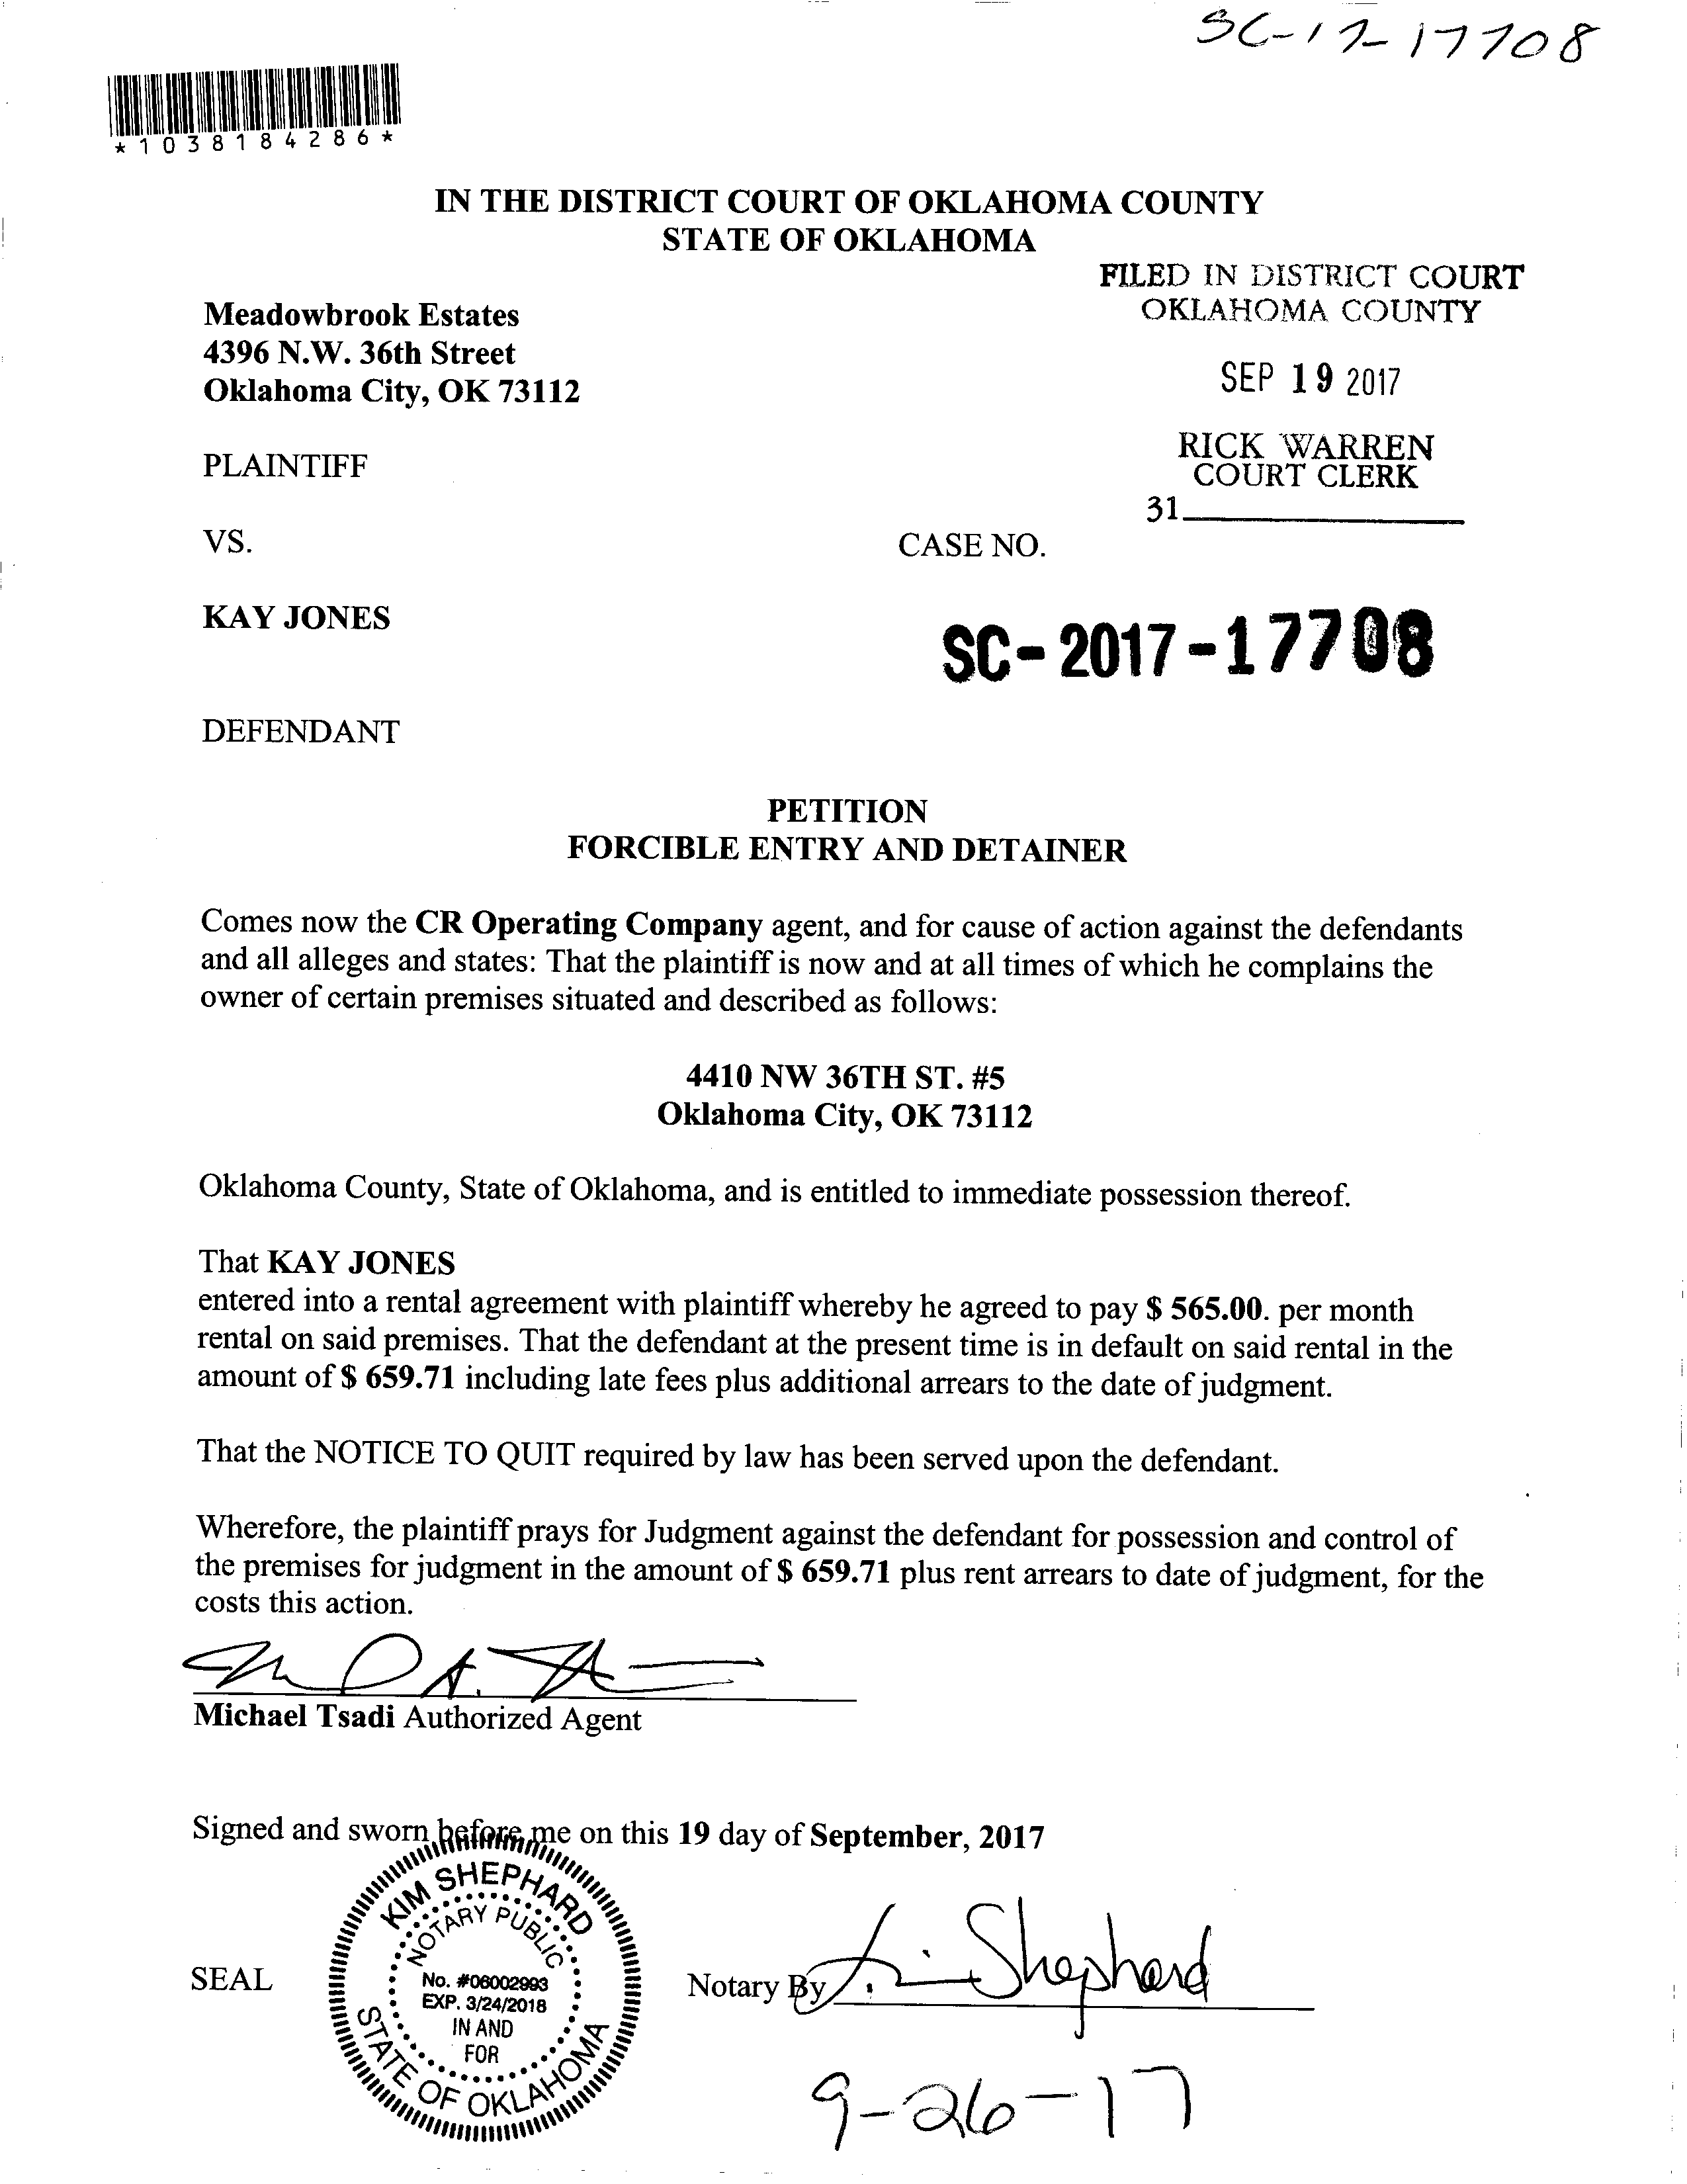 SC-17-17708
*1038184286*
IN THE DISTRICT COURT OF OKLAHOMA COUNTY
STATE OF OKLAHOMA
FILED IN DISTRICT COURT
OKLAHOMA COUNTY
Meadowbrook Estates
4396 N.W. 36th Street
Oklahoma City, OK 73112
SEP 19 2017
RICK WARREN
COURT CLERK
31
PLAINTIFF
VS.
CASE NO.
KAY JONES
SC-2017-17708
DEFENDANT
PETITION
FORCIBLE ENTRY AND DETAINER
Comes now the CR Operating Company agent, and for cause of action against the defendants
and all alleges and states: That the plaintiff is now and at all times of which he complains the
owner of certain premises situated and described as follows:
4410 NW 36TH ST. #5
Oklahoma City, OK 73112
Oklahoma County, State of Oklahoma, and is entitled to immediate possession thereof.
That KAY JONES
entered into a rental agreement with plaintiff whereby he agreed to pay $ 565.00. per month
rental on said premises. That the defendant at the present time is in default on said rental in the
amount of $ 659.71 including late fees plus additional arrears to the date of judgment.
That the NOTICE TO QUIT required by law has been served upon the defendant.
Wherefore, the plaintiff prays for Judgment against the defendant for possession and control of
the premises for judgment in the amount of $ 659.71 plus rent arrears to date of judgment, for the
costs this action.
Michael Tsadi Authorized Agent
Signed and sworn before me on this 19 day of September, 2017
KIM SHEPHARD
NOTARY PUBLIC
No. #06002993
EXP. 3/24/2018
IN AND
FOR
STATE OF OKLAHOMA
SEAL
Notary By Kim Shephard
9-26-17